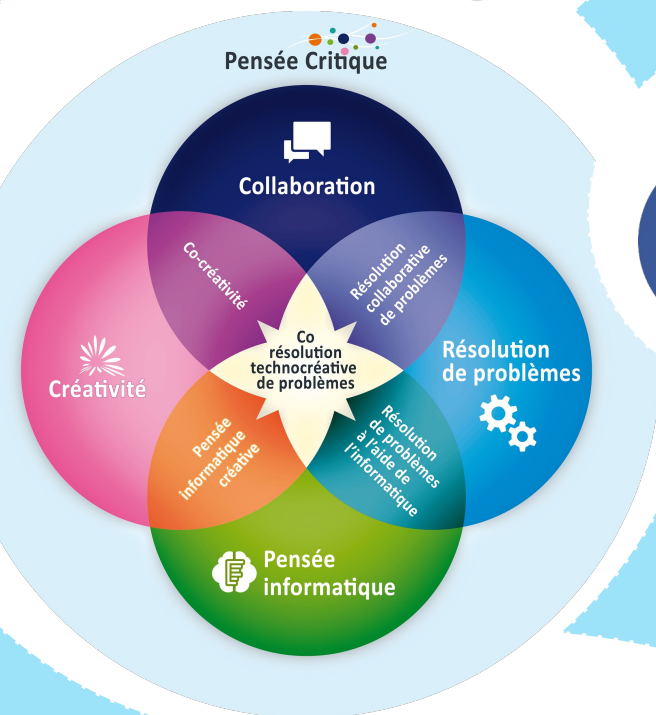 Pensée Critique
Collaboration
Co-créativité
Résolution
collaborative
de problèmes
Créativité
Co
résolution
technocréative
de problèmes
Résolution
de problèmes
Pensée
informatique
créative
Résolution
de problèmes
à l'aide de
l'informatique
Pensée
informatique